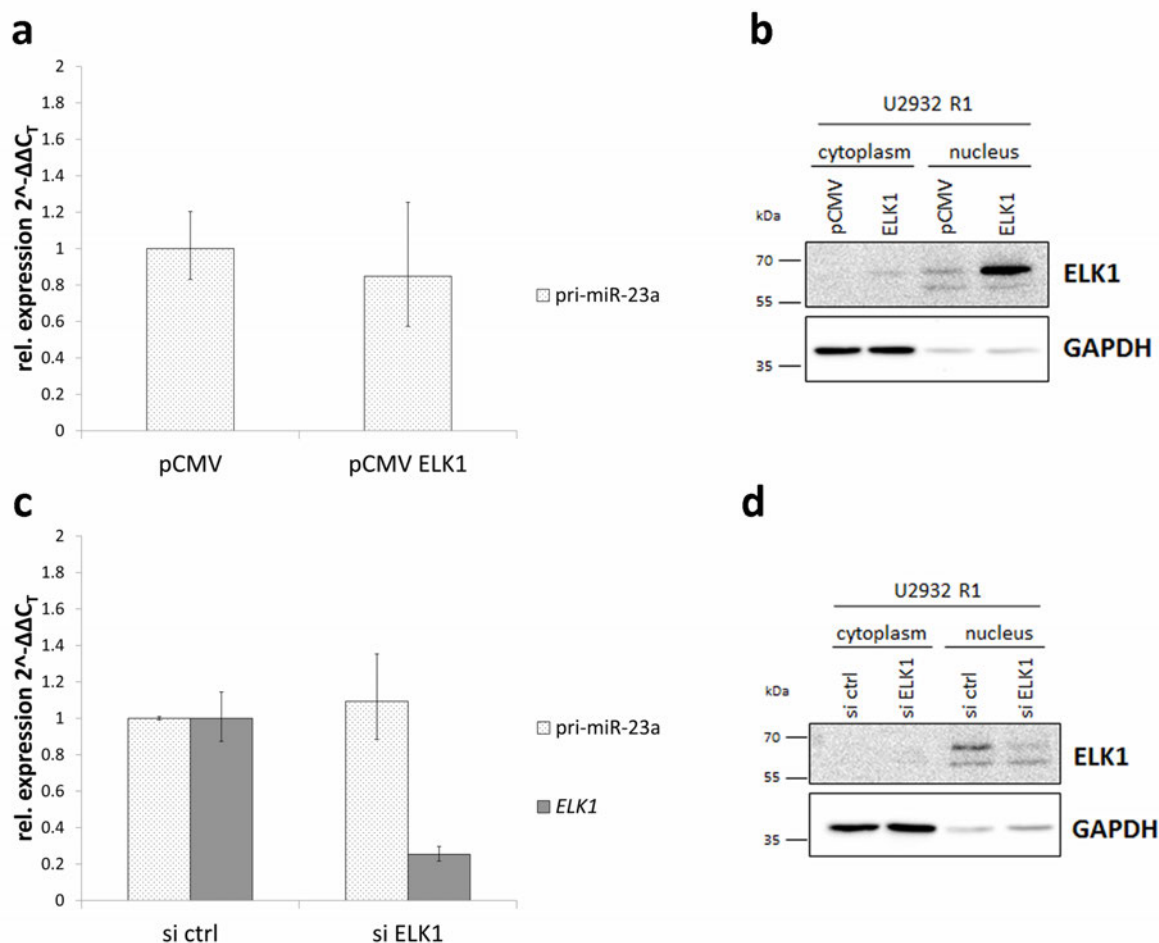 a
2
1.8
1.6
1.4
1.2
1
0.8
0.6
0.4
0.2
0
rel. expression 2^-ΔΔCT
pCMV
pCMV ELK1
pri-miR-23a
b
U2932 R1
cytoplasm nucleus
kDa
pCMV ELK1 pCMV ELK1
70
55
ELK1
35
GAPDH
c
2
1.8
1.6
1.4
1.2
1
0.8
0.6
0.4
0.2
0
rel. expression 2^-ΔΔCT
si ctrl
si ELK1
pri-miR-23a
ELK1
d
U2932 R1
cytoplasm nucleus
kDa
si ctrl si ELK1 si ctrl si ELK1
70
55
ELK1
35
GAPDH